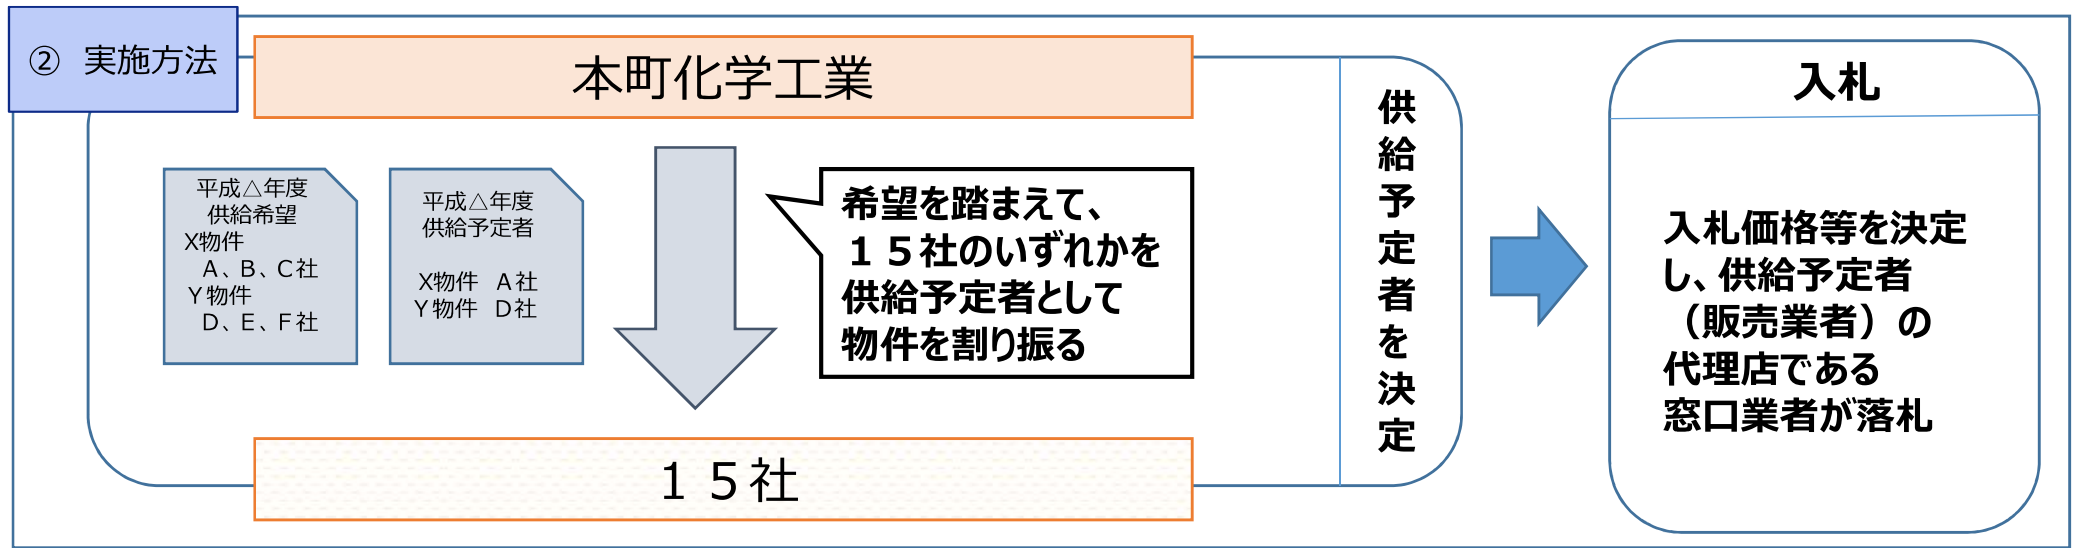 ② 実施方法
本町化学工業
平成△年度
供給希望
X物件
A、B、C社
Y物件
D、E、F社
平成△年度
供給予定者
X物件 A社
Y物件 D社
希望を踏まえて、
15社のいずれかを
供給予定者として
物件を割り振る
15社
供給予定者を決定
入札
入札価格等を決定
し、供給予定者
(販売業者)の
代理店である
窓口業者が落札